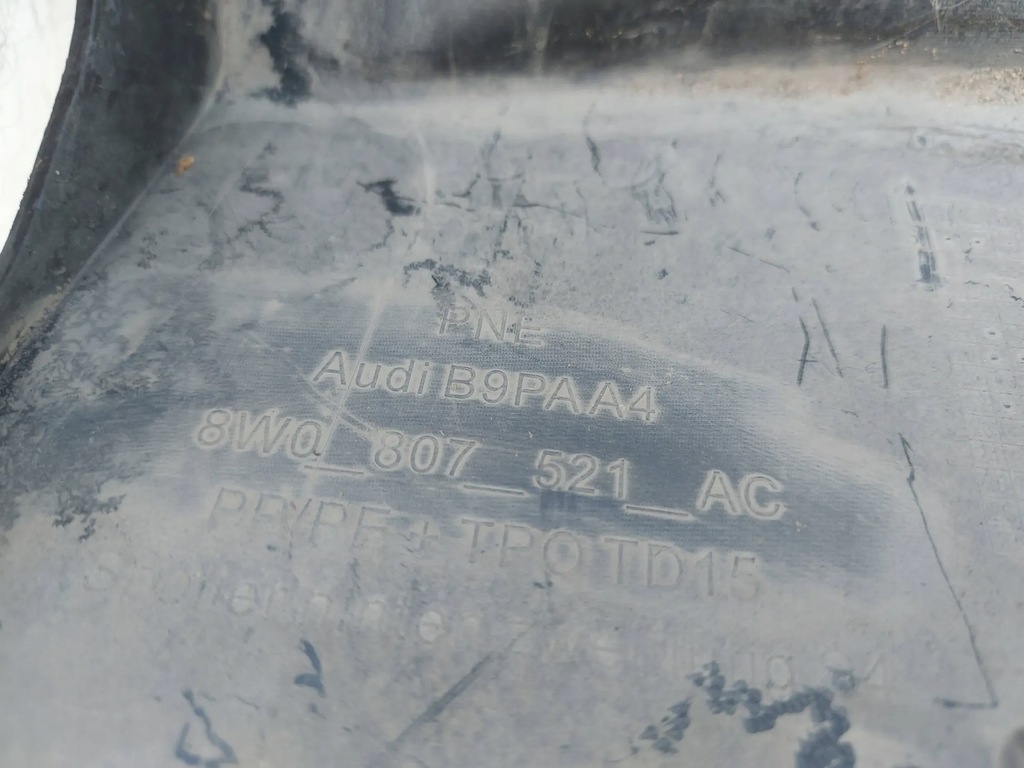 PNE
Audi B9PAA4
8W0_807_521_AC
PP/PE + TPO TD15